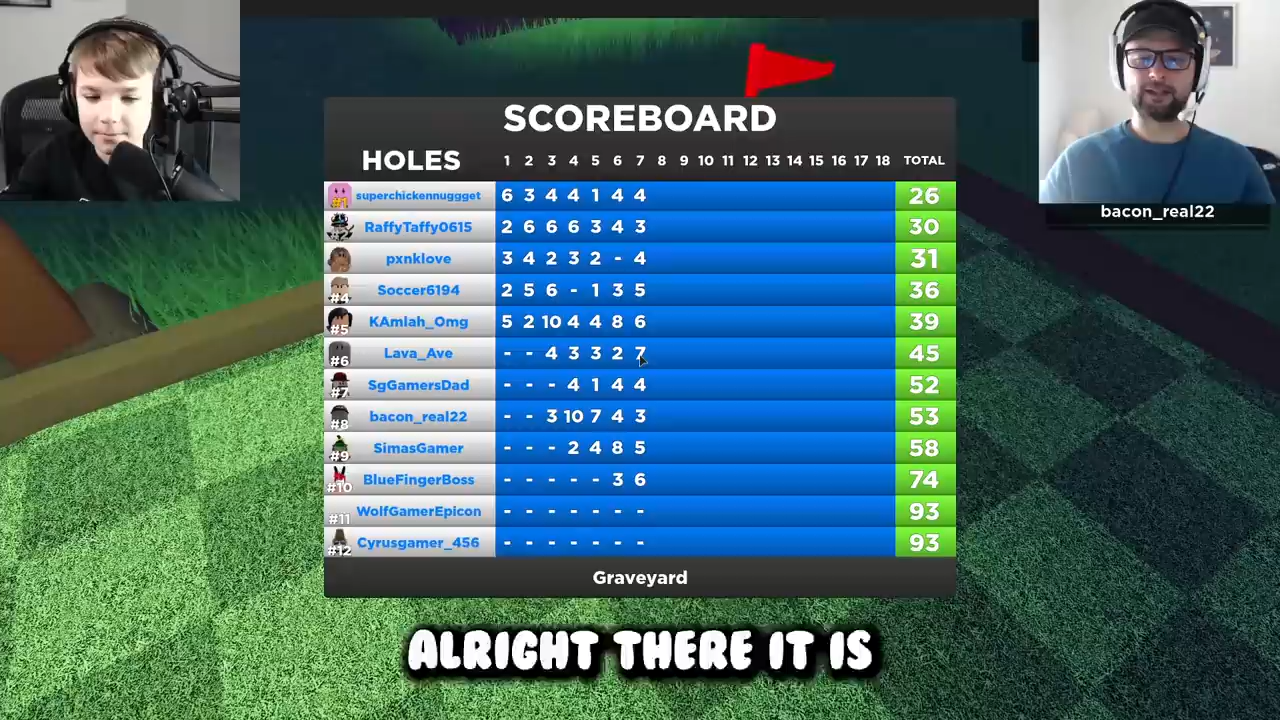 SCOREBOARD
HOLES 1 2 3 4 5 6 7 8 9 10 11 12 13 14 15 16 17 18 TOTAL
#1 superchickennuggget 6 3 4 4 1 4 4 26
RaffyTaffy0615 2 6 6 6 3 4 3 30
pxnklove 3 4 2 3 2 - 4 31
#4 Soccer6194 2 5 6 - 1 3 5 36
#5 KAmlah_Omg 5 2 10 4 4 8 6 39
#6 Lava_Ave - - 4 3 3 2 7 45
#7 SgGamersDad - - - 4 1 4 4 52
#8 bacon_real22 - - 3 10 7 4 3 53
#9 SimasGamer - - - 2 4 8 5 58
#10 BlueFingerBoss - - - - - 3 6 74
#11 WolfGamerEpicon - - - - - - - 93
#12 Cyrusgamer_456 - - - - - - - 93
Graveyard
bacon_real22
ALRIGHT THERE IT IS